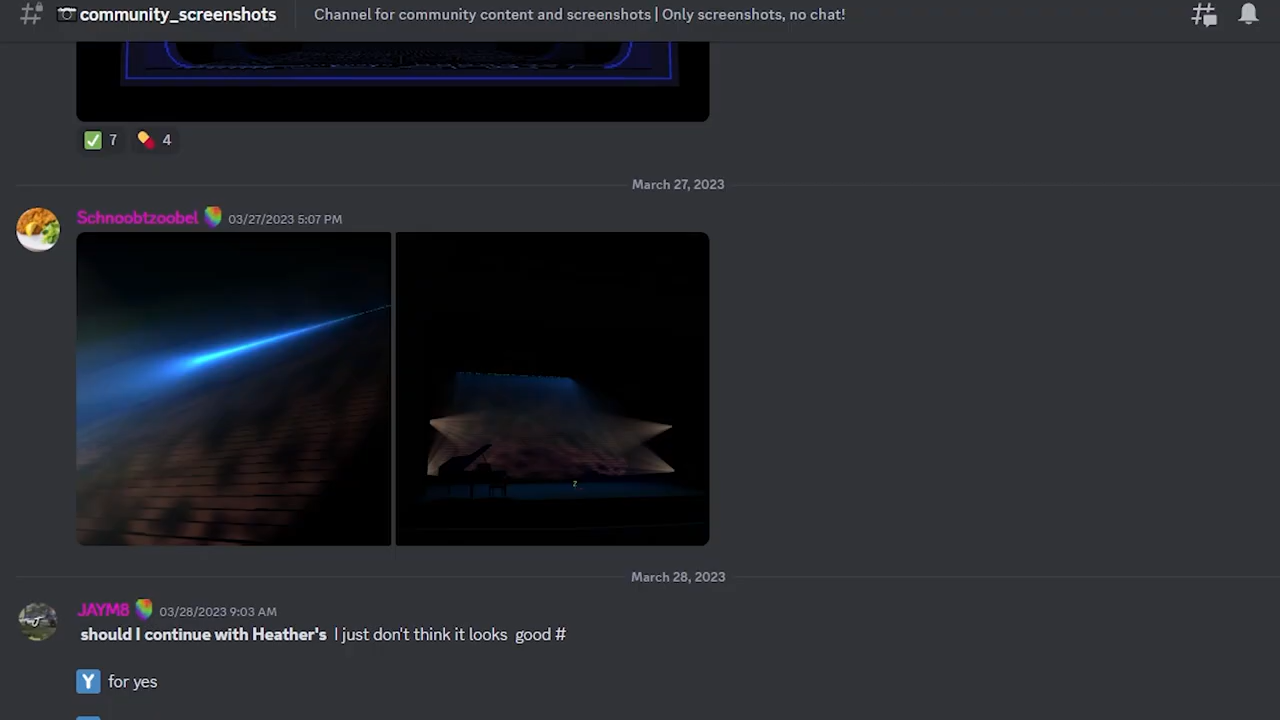 community_screenshots Channel for community content and screenshots | Only screenshots, no chat!
7 4
March 27, 2023
Schnoobtzoobel 03/27/2023 5:07 PM
March 28, 2023
JAYM8 03/28/2023 9:03 AM
should I continue with Heather's I just don't think it looks good #
Y for yes